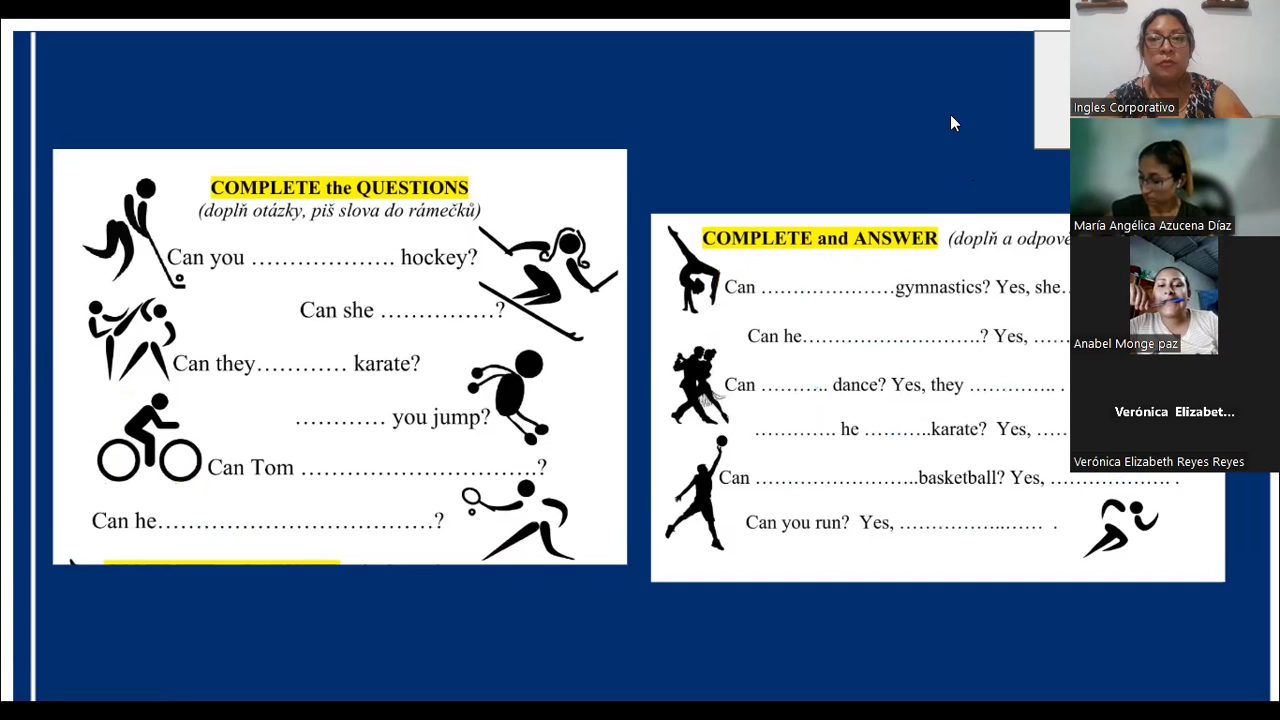 COMPLETE the QUESTIONS
(doplň otázky, piš slova do rámečků)
Can you ………………. hockey?
Can she ……………?
Can they………… karate?
………… you jump?
Can Tom …………………………….?
Can he………………………………?
COMPLETE and ANSWER (doplň a odpově
Can …………………gymnastics? Yes, she…
Can he……………………….? Yes, ……
Can ……….. dance? Yes, they ………….. .
…………. he ………..karate? Yes, ……
Can …………………….basketball? Yes, ………………. .
Can you run? Yes, ……………..…… .
Ingles Corporativo
María Angélica Azucena Díaz
Anabel Monge paz
Verónica Elizabet...
Verónica Elizabeth Reyes Reyes